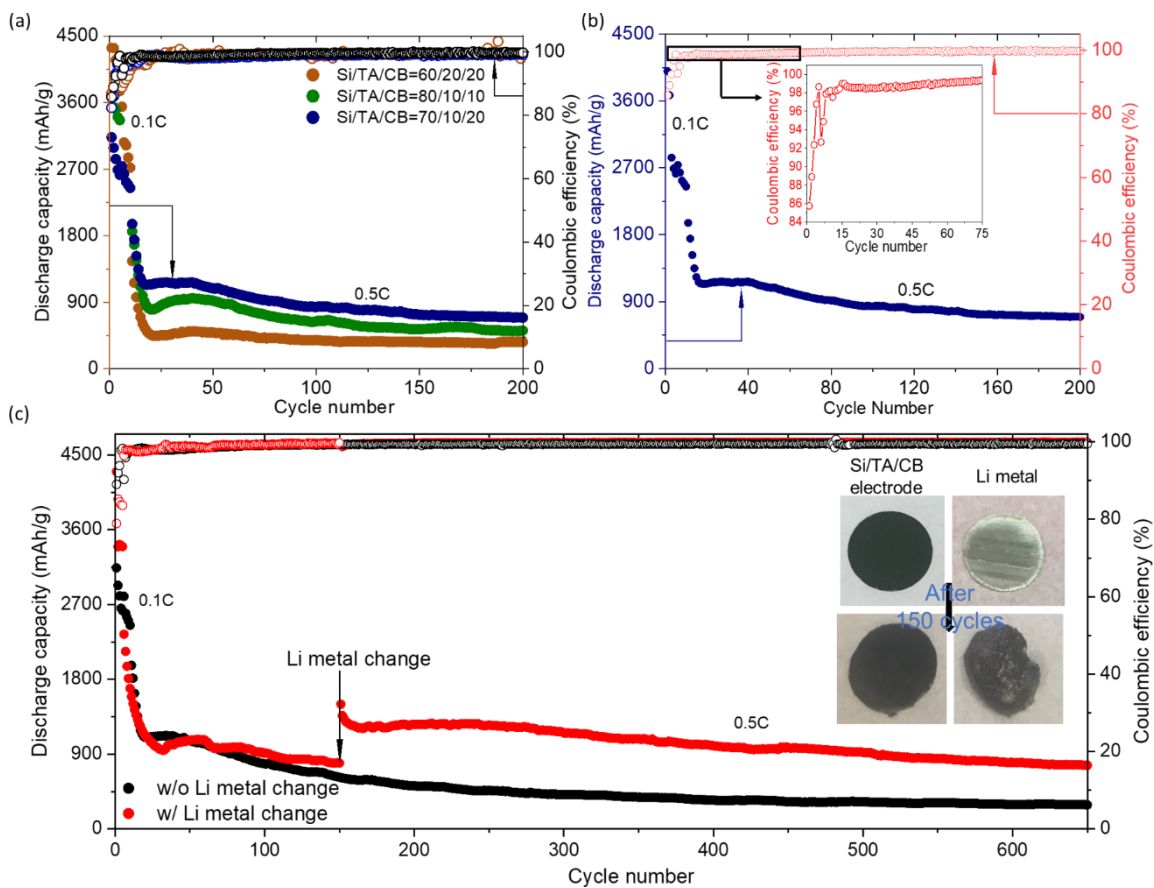 (a)
4500
3600
2700
1800
900
0
Discharge capacity (mAh/g)
0.1C
Si/TA/CB=60/20/20
Si/TA/CB=80/10/10
Si/TA/CB=70/10/20
0.5C
100
80
60
40
20
0
Coulombic efficiency (%)
0
50
100
150
200
Cycle number
(b)
4500
3600
2700
1800
900
0
Discharge capacity (mAh/g)
0.1C
100
98
96
94
92
90
88
86
84
Coulombic efficiency (%)
0
15
30
45
60
75
Cycle number
0.5C
100
80
60
40
20
0
Coulombic efficiency (%)
0
40
80
120
160
200
Cycle Number
(c)
4500
3600
2700
1800
900
0
Discharge capacity (mAh/g)
0.1C
Li metal change
w/o Li metal change
w/ Li metal change
0.5C
Si/TA/CB
electrode
Li metal
After
150 cycles
100
80
60
40
20
0
Coulombic efficiency (%)
0
100
200
300
400
500
600
Cycle number